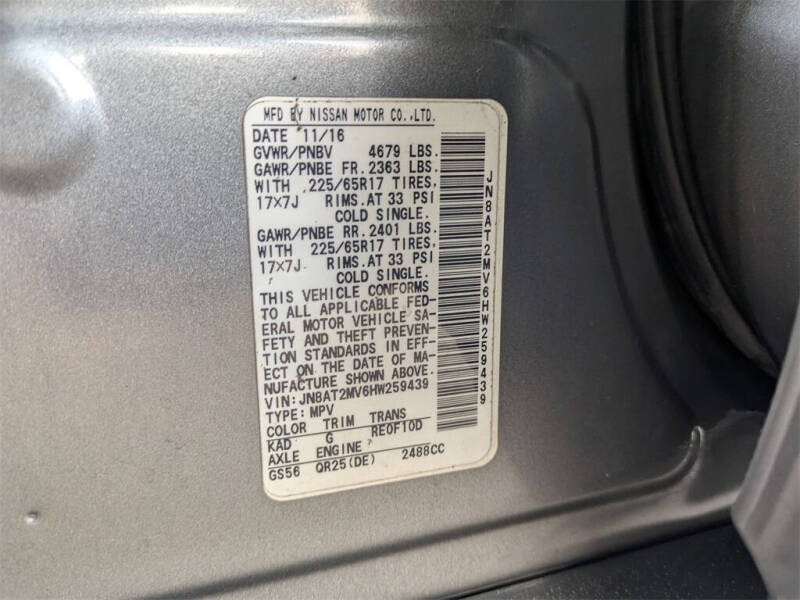 MFD BY NISSAN MOTOR CO.,LTD.
DATE 11/16
GVWR/PNBV 4679 LBS.
GAWR/PNBE FR. 2363 LBS.
WITH 225/65R17 TIRES,
17×7J RIMS.AT 33 PSI
COLD SINGLE.
GAWR/PNBE RR. 2401 LBS.
WITH 225/65R17 TIRES,
17×7J RIMS.AT 33 PSI
COLD SINGLE.
THIS VEHICLE CONFORMS
TO ALL APPLICABLE FED-
ERAL MOTOR VEHICLE SA-
FETY AND THEFT PREVEN-
TION STANDARDS IN EFF-
ECT ON THE DATE OF MA-
NUFACTURE SHOWN ABOVE.
VIN: JN8AT2MV6HW259439
TYPE: MPV
COLOR TRIM TRANS
KAD G RE0F10D
AXLE ENGINE
GS56 QR25(DE) 2488CC
JN8AT2MV6HW259439